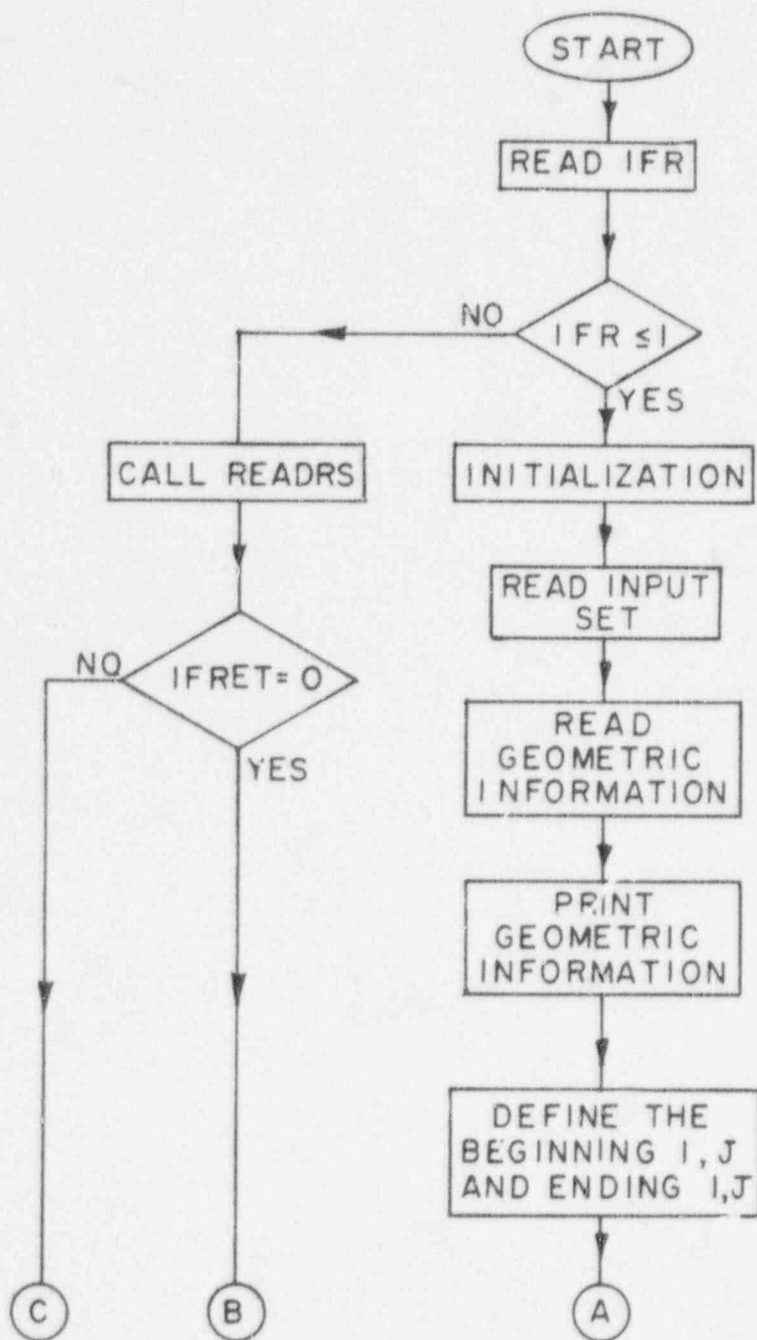 START
READ IFR
NO
IFR ≤ 1
YES
CALL READRS
INITIALIZATION
READ INPUT
SET
NO
IFRET = 0
YES
READ
GEOMETRIC
INFORMATION
PRINT
GEOMETRIC
INFORMATION
DEFINE THE
BEGINNING I, J
AND ENDING I,J
C
B
A